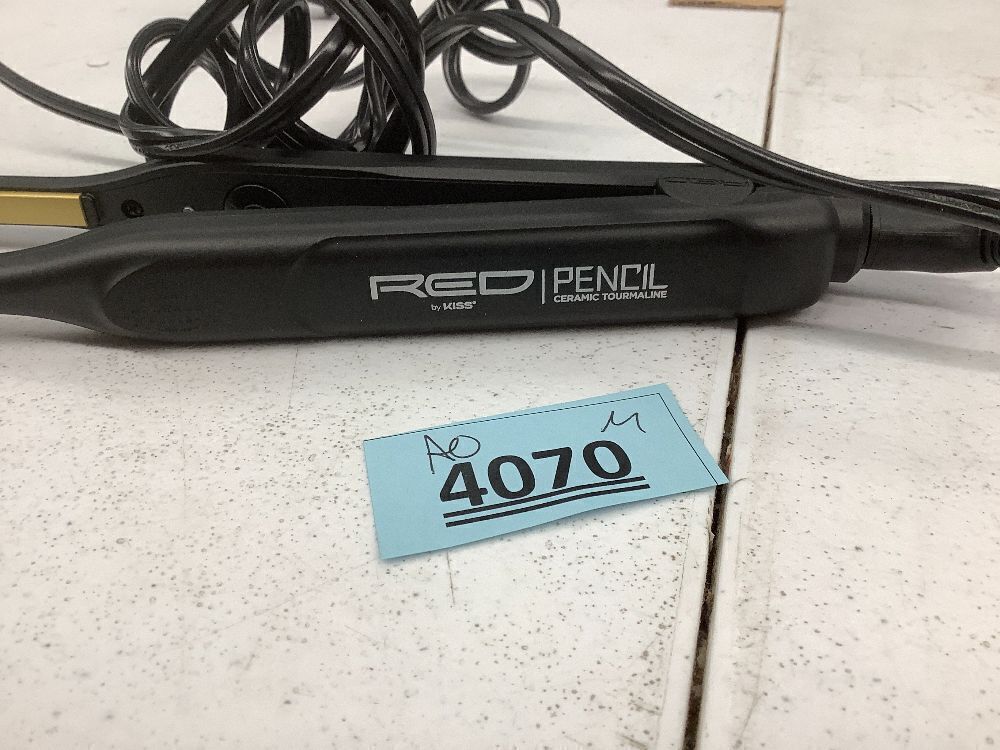 RED | PENCIL
by KISS® CERAMIC TOURMALINE
AO M
4070